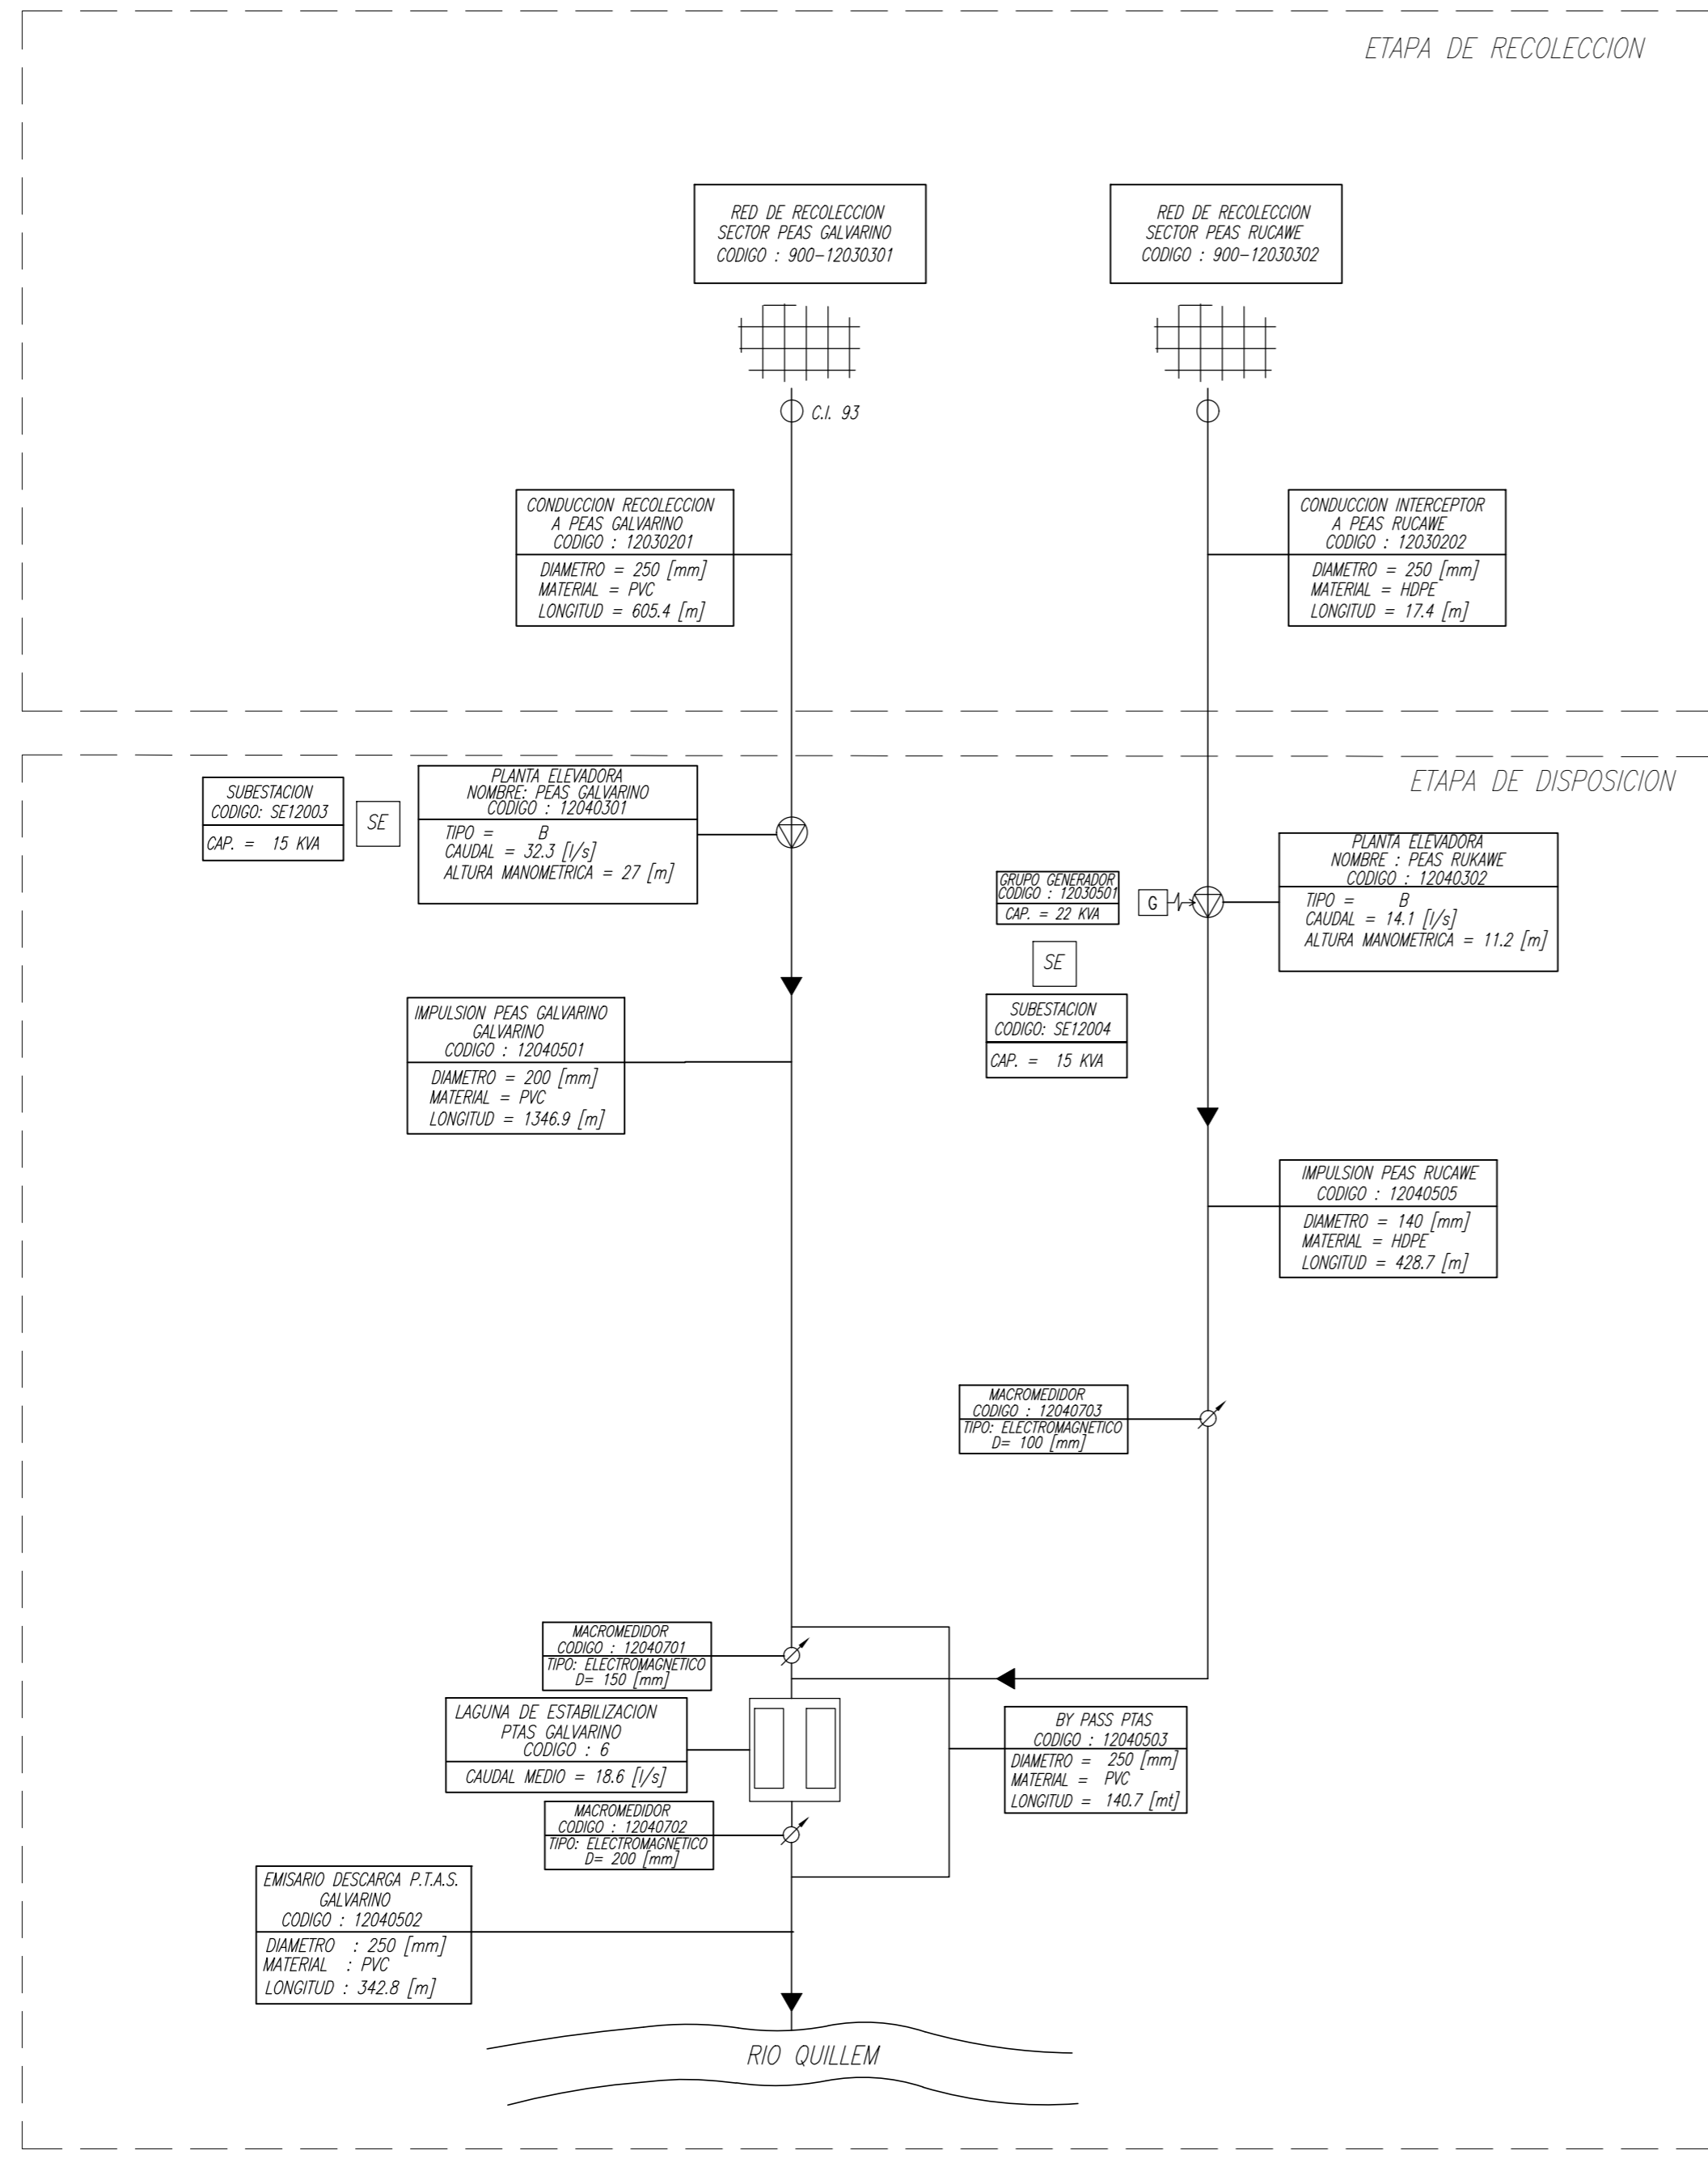 ETAPA DE RECOLECCION
RED DE RECOLECCION
SECTOR PEAS GALVARINO
CODIGO : 900-12030301
RED DE RECOLECCION
SECTOR PEAS RUCAWE
CODIGO : 900-12030302
C.I. 93
CONDUCCION RECOLECCION
A PEAS GALVARINO
CODIGO : 12030201
DIAMETRO = 250 [mm]
MATERIAL = PVC
LONGITUD = 605.4 [m]
CONDUCCION INTERCEPTOR
A PEAS RUCAWE
CODIGO : 12030202
DIAMETRO = 250 [mm]
MATERIAL = HDPE
LONGITUD = 17.4 [m]
ETAPA DE DISPOSICION
SUBESTACION
CODIGO: SE12003
CAP. = 15 KVA
SE
PLANTA ELEVADORA
NOMBRE: PEAS GALVARINO
CODIGO : 12040301
TIPO = B
CAUDAL = 32.3 [l/s]
ALTURA MANOMETRICA = 27 [m]
GRUPO GENERADOR
CODIGO : 12030501
CAP. = 22 KVA
G
PLANTA ELEVADORA
NOMBRE : PEAS RUKAWE
CODIGO : 12040302
TIPO = B
CAUDAL = 14.1 [l/s]
ALTURA MANOMETRICA = 11.2 [m]
SE
SUBESTACION
CODIGO: SE12004
CAP. = 15 KVA
IMPULSION PEAS GALVARINO
GALVARINO
CODIGO : 12040501
DIAMETRO = 200 [mm]
MATERIAL = PVC
LONGITUD = 1346.9 [m]
IMPULSION PEAS RUCAWE
CODIGO : 12040505
DIAMETRO = 140 [mm]
MATERIAL = HDPE
LONGITUD = 428.7 [m]
MACROMEDIDOR
CODIGO : 12040703
TIPO: ELECTROMAGNETICO
D= 100 [mm]
MACROMEDIDOR
CODIGO : 12040701
TIPO: ELECTROMAGNETICO
D= 150 [mm]
LAGUNA DE ESTABILIZACION
PTAS GALVARINO
CODIGO : 6
CAUDAL MEDIO = 18.6 [l/s]
BY PASS PTAS
CODIGO : 12040503
DIAMETRO = 250 [mm]
MATERIAL = PVC
LONGITUD = 140.7 [mt]
MACROMEDIDOR
CODIGO : 12040702
TIPO: ELECTROMAGNETICO
D= 200 [mm]
EMISARIO DESCARGA P.T.A.S.
GALVARINO
CODIGO : 12040502
DIAMETRO : 250 [mm]
MATERIAL : PVC
LONGITUD : 342.8 [m]
RIO QUILLEM